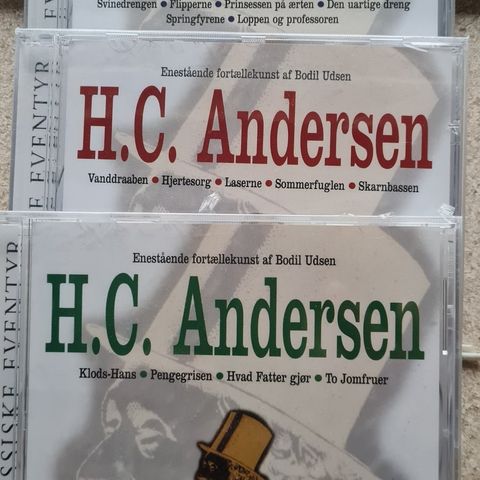 Svinedrengen • Flipperne • Prinsessen på ærten • Den uartige dreng
Springfyrene • Loppen og professoren
Enestående fortællekunst af Bodil Udsen
H.C. Andersen
Vanddraaben • Hjertesorg • Laserne • Sommerfuglen • Skarnbassen
KE EVENTYR
Enestående fortællekunst af Bodil Udsen
H.C. Andersen
Klods-Hans • Pengegrisen • Hvad Fatter gjør • To Jomfruer
SSISKE EVENTYR